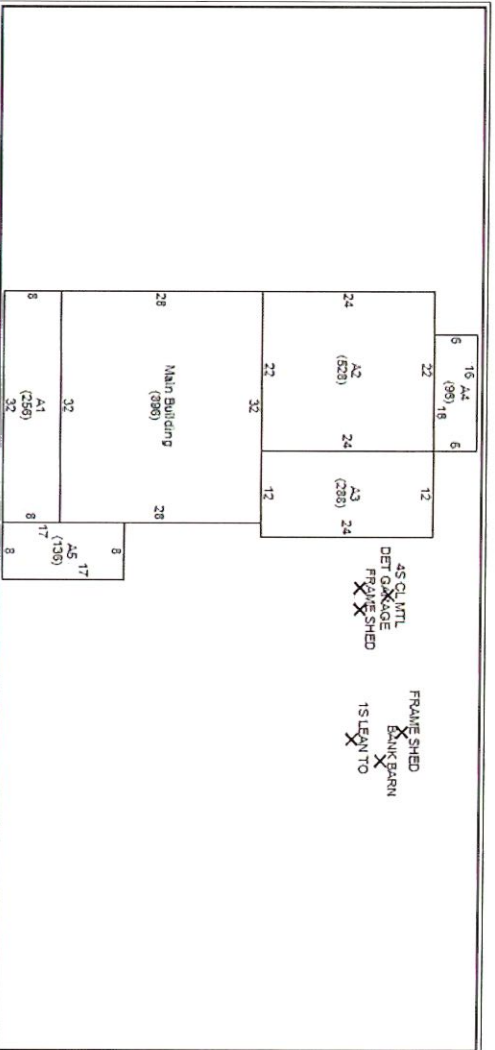 6
16 A4
(96)
16
6
24
22
A2
(528)
22
24
12
A3
(288)
12
24
4S CL MTL
DET GARAGE
FRAME SHED
FRAME SHED
BANK BARN
1S LEAN TO
28
32
Main Building
(896)
28
32
8
A1
(256)
32
8
8
17
A5
(136)
17
8